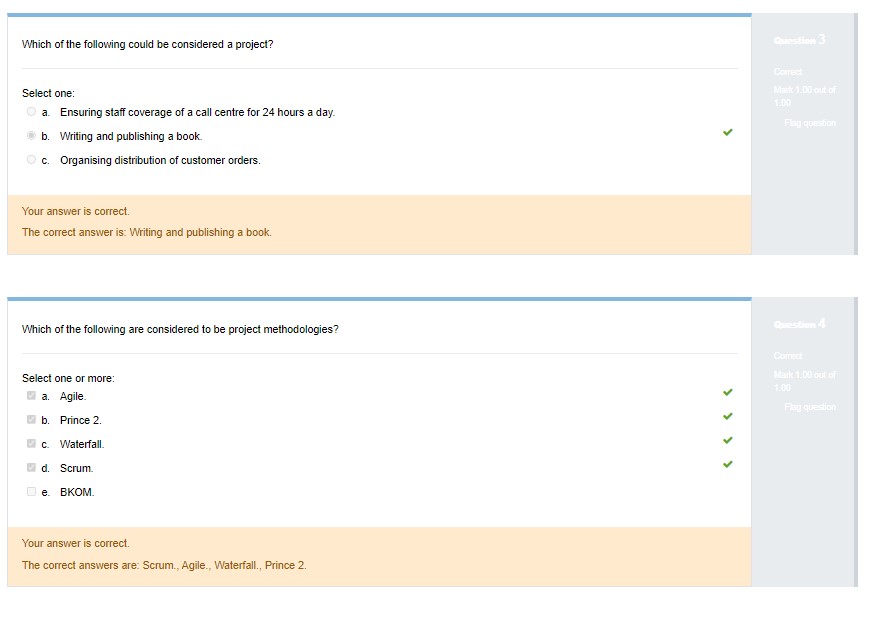 Which of the following could be considered a project?
Question 3
Correct
Mark 1.00 out of
1.00
Flag question
Select one:
a. Ensuring staff coverage of a call centre for 24 hours a day.
b. Writing and publishing a book.
c. Organising distribution of customer orders.
Your answer is correct.
The correct answer is: Writing and publishing a book.
Which of the following are considered to be project methodologies?
Question 4
Correct
Mark 1.00 out of
1.00
Flag question
Select one or more:
a. Agile.
b. Prince 2.
c. Waterfall.
d. Scrum.
e. BKOM.
Your answer is correct.
The correct answers are: Scrum., Agile., Waterfall., Prince 2.